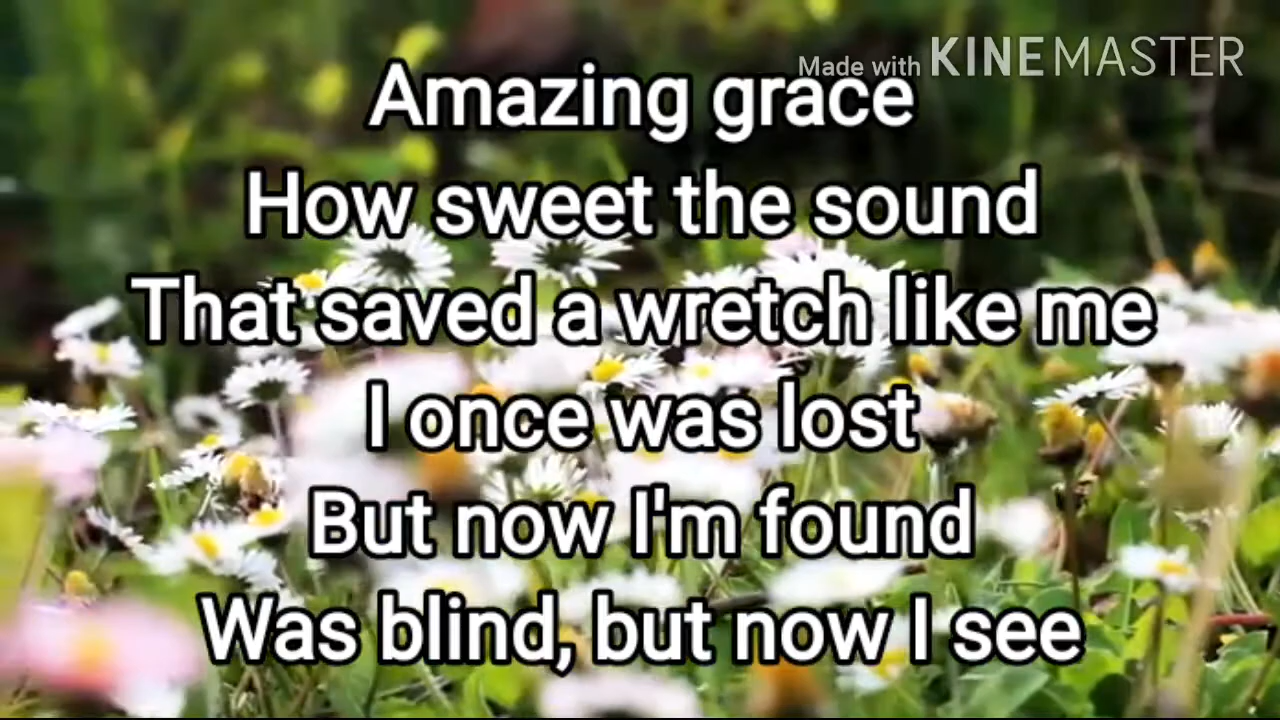 Made with KINEMASTER
Amazing grace
How sweet the sound
That saved a wretch like me
I once was lost
But now I'm found
Was blind, but now I see